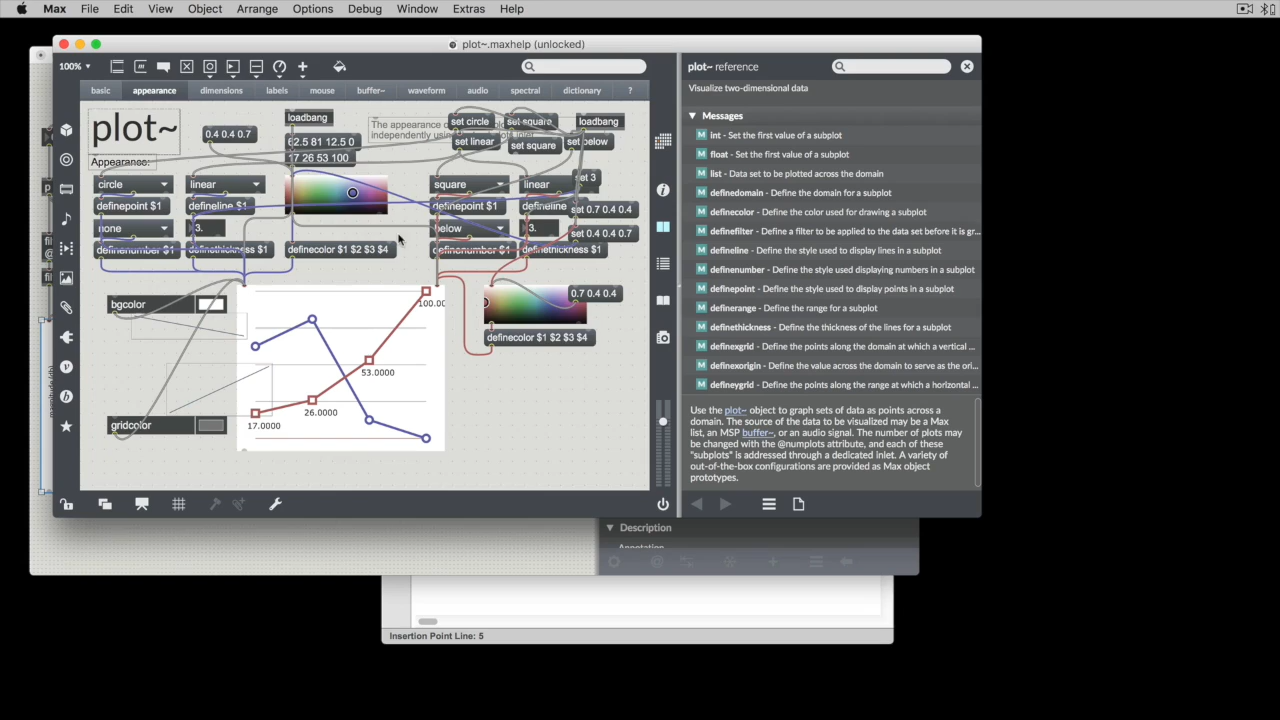 Max File Edit View Object Arrange Options Debug Window Extras Help
plot~.maxhelp (unlocked)
100%
basic appearance dimensions labels mouse buffer~ waveform audio spectral dictionary ?
plot~
Appearance:
0.4 0.4 0.7
loadbang
62.5 81 12.5 0
17 26 53 100
The appearance
independently using
set circle
set square
loadbang
set linear
set square
set below
circle
linear
square
linear
set 3
definepoint $1
defineline $1
definepoint $1
defineline
set 0.7 0.4 0.4
none
3.
below
3.
set 0.4 0.4 0.7
definenumber $1
definethickness $1
definecolor $1 $2 $3 $4
definenumber $1
definethickness $1
bgcolor
0.7 0.4 0.4
100.00
definecolor $1 $2 $3 $4
53.0000
26.0000
17.0000
gridcolor
plot~ reference
Visualize two-dimensional data
Messages
M int - Set the first value of a subplot
M float - Set the first value of a subplot
M list - Data set to be plotted across the domain
M definedomain - Define the domain for a subplot
M definecolor - Define the color used for drawing a subplot
M definefilter - Define a filter to be applied to the data set before it is gr...
M defineline - Define the style used to display lines in a subplot
M definenumber - Define the style used displaying numbers in a subplot
M definepoint - Define the style used to display points in a subplot
M definerange - Define the range for a subplot
M definethickness - Define the thickness of the lines for a subplot
M definexgrid - Define the points along the domain at which a vertical ...
M definexorigin - Define the value across the domain to serve as the ori...
M defineygrid - Define the points along the range at which a horizontal ...
Use the plot~ object to graph sets of data as points across a
domain. The source of the data to be visualized may be a Max
list, an MSP buffer~, or an audio signal. The number of plots may
be changed with the @numplots attribute, and each of these
"subplots" is addressed through a dedicated inlet. A variety of
out-of-the-box configurations are provided as Max object
prototypes.
Description
Annotation
Insertion Point Line: 5